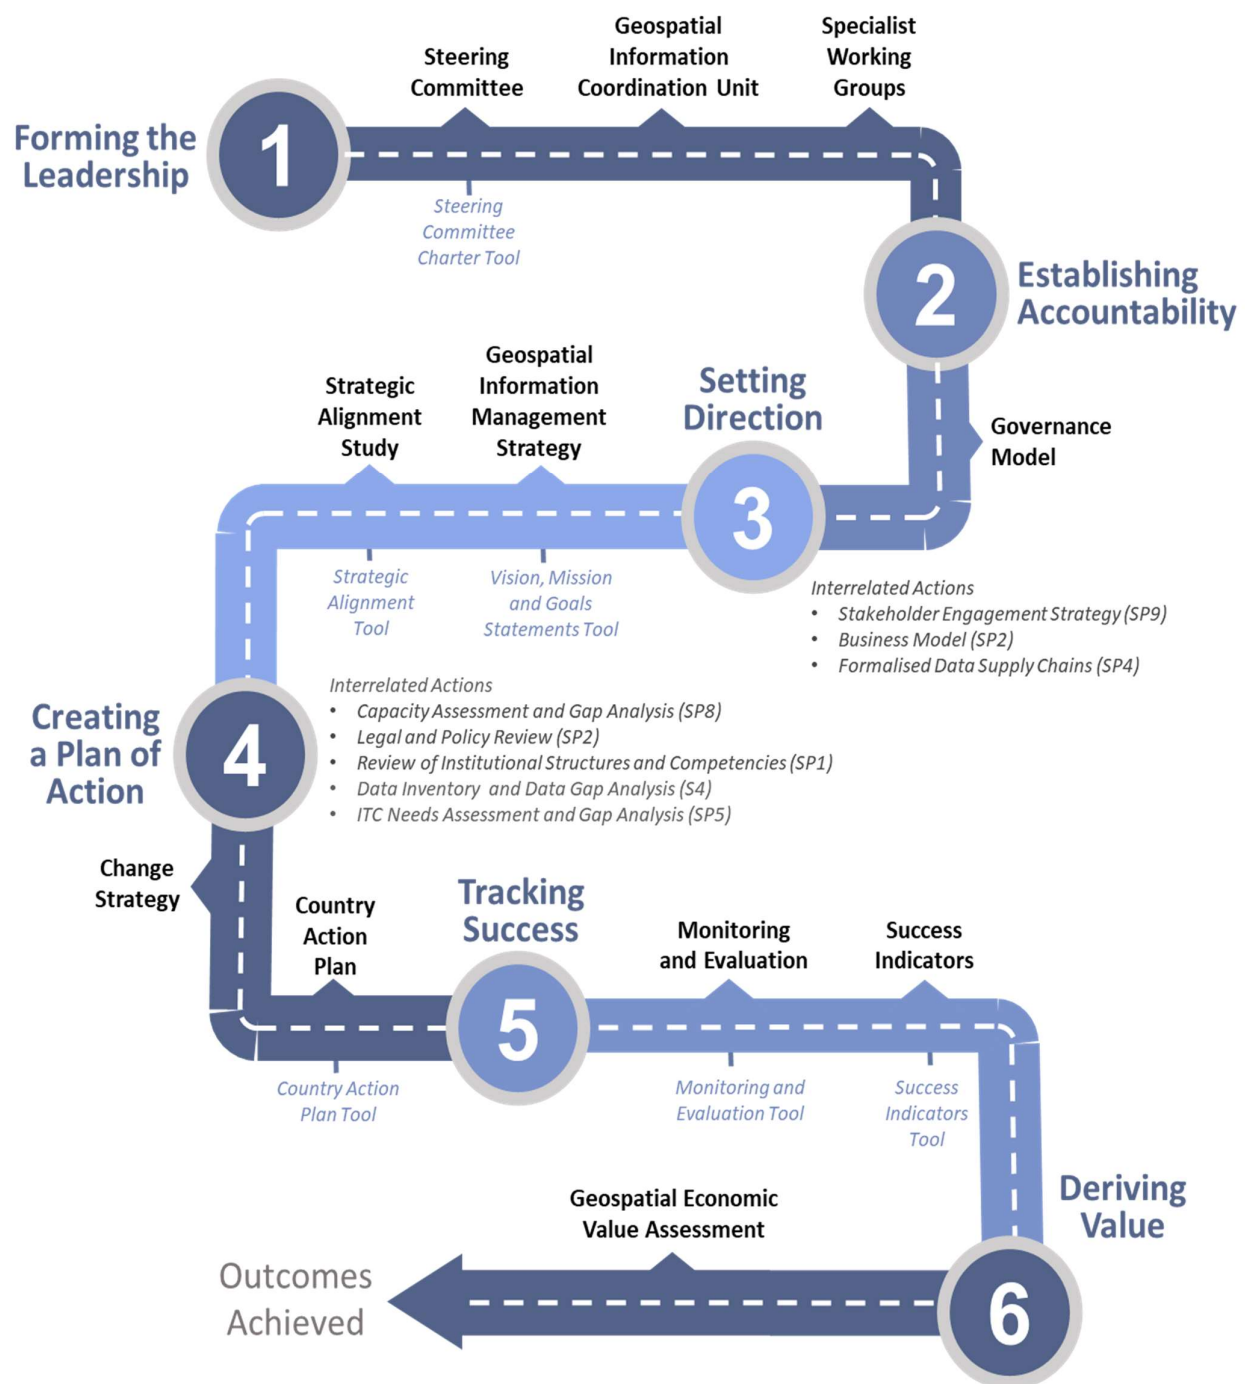 Steering
Committee
Geospatial
Information
Coordination Unit
Specialist
Working
Groups
Forming the
Leadership
1
Steering
Committee
Charter Tool
2
Establishing
Accountability
Governance
Model
Setting
Direction
3
Interrelated Actions
• Stakeholder Engagement Strategy (SP9)
• Business Model (SP2)
• Formalised Data Supply Chains (SP4)
Geospatial
Information
Management
Strategy
Strategic
Alignment
Study
Vision, Mission
and Goals
Statements Tool
Strategic
Alignment
Tool
Creating
a Plan of
Action
4
Interrelated Actions
• Capacity Assessment and Gap Analysis (SP8)
• Legal and Policy Review (SP2)
• Review of Institutional Structures and Competencies (SP1)
• Data Inventory and Data Gap Analysis (S4)
• ITC Needs Assessment and Gap Analysis (SP5)
Change
Strategy
Country
Action
Plan
Country Action
Plan Tool
Tracking
Success
5
Monitoring
and Evaluation
Success
Indicators
Monitoring and
Evaluation Tool
Success
Indicators
Tool
Deriving
Value
6
Geospatial Economic
Value Assessment
Outcomes
Achieved